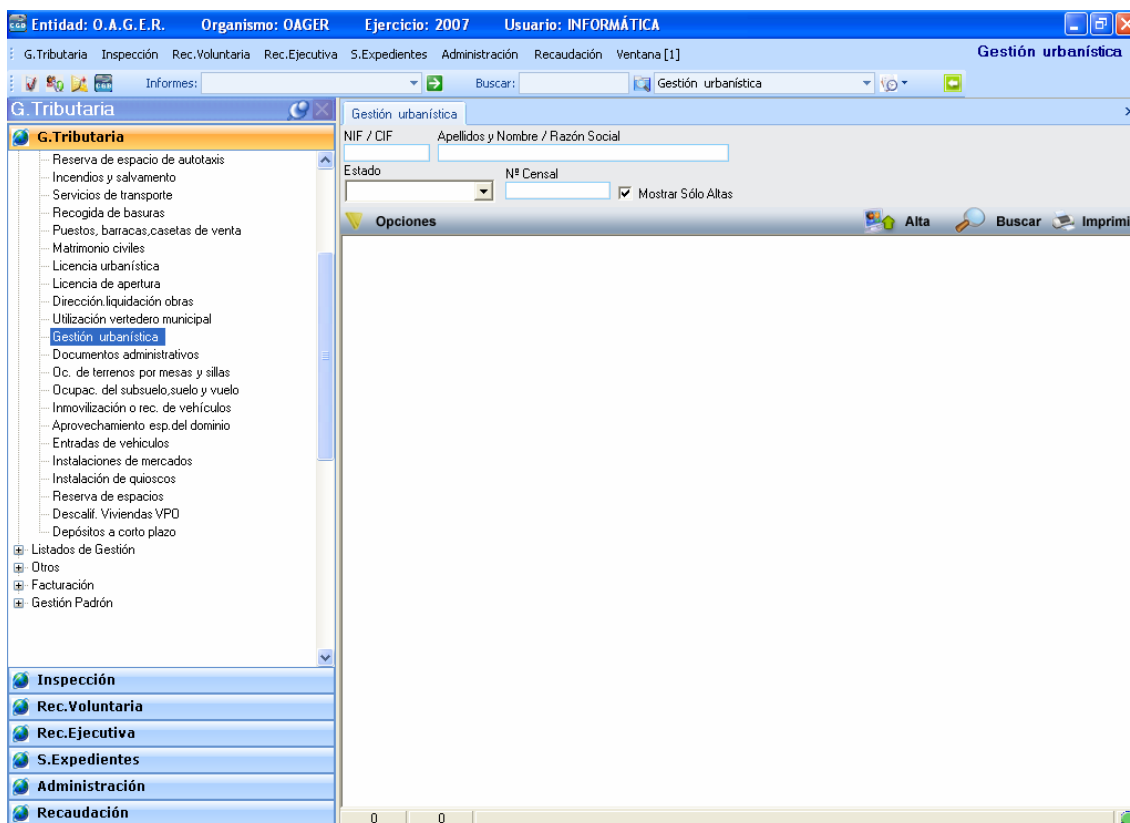 Entidad: O.A.G.E.R. Organismo: OAGER Ejercicio: 2007 Usuario: INFORMÁTICA
G.Tributaria Inspección Rec.Voluntaria Rec.Ejecutiva S.Expedientes Administración Recaudación Ventana [1] Gestión urbanística
Informes: Buscar: Gestión urbanística
G.Tributaria
G.Tributaria
Reserva de espacio de autotaxis
Incendios y salvamento
Servicios de transporte
Recogida de basuras
Puestos, barracas,casetas de venta
Matrimonio civiles
Licencia urbanística
Licencia de apertura
Dirección.liquidación obras
Utilización vertedero municipal
Gestión urbanística
Documentos administrativos
Oc. de terrenos por mesas y sillas
Ocupac. del subsuelo,suelo y vuelo
Inmovilización o rec. de vehículos
Aprovechamiento esp.del dominio
Entradas de vehiculos
Instalaciones de mercados
Instalación de quioscos
Reserva de espacios
Descalif. Viviendas VPO
Depósitos a corto plazo
Listados de Gestión
Otros
Facturación
Gestión Padrón
Inspección
Rec.Voluntaria
Rec.Ejecutiva
S.Expedientes
Administración
Recaudación
Gestión urbanística
NIF / CIF Apellidos y Nombre / Razón Social
Estado Nº Censal
Mostrar Sólo Altas
Opciones Alta Buscar Imprimi
0 0